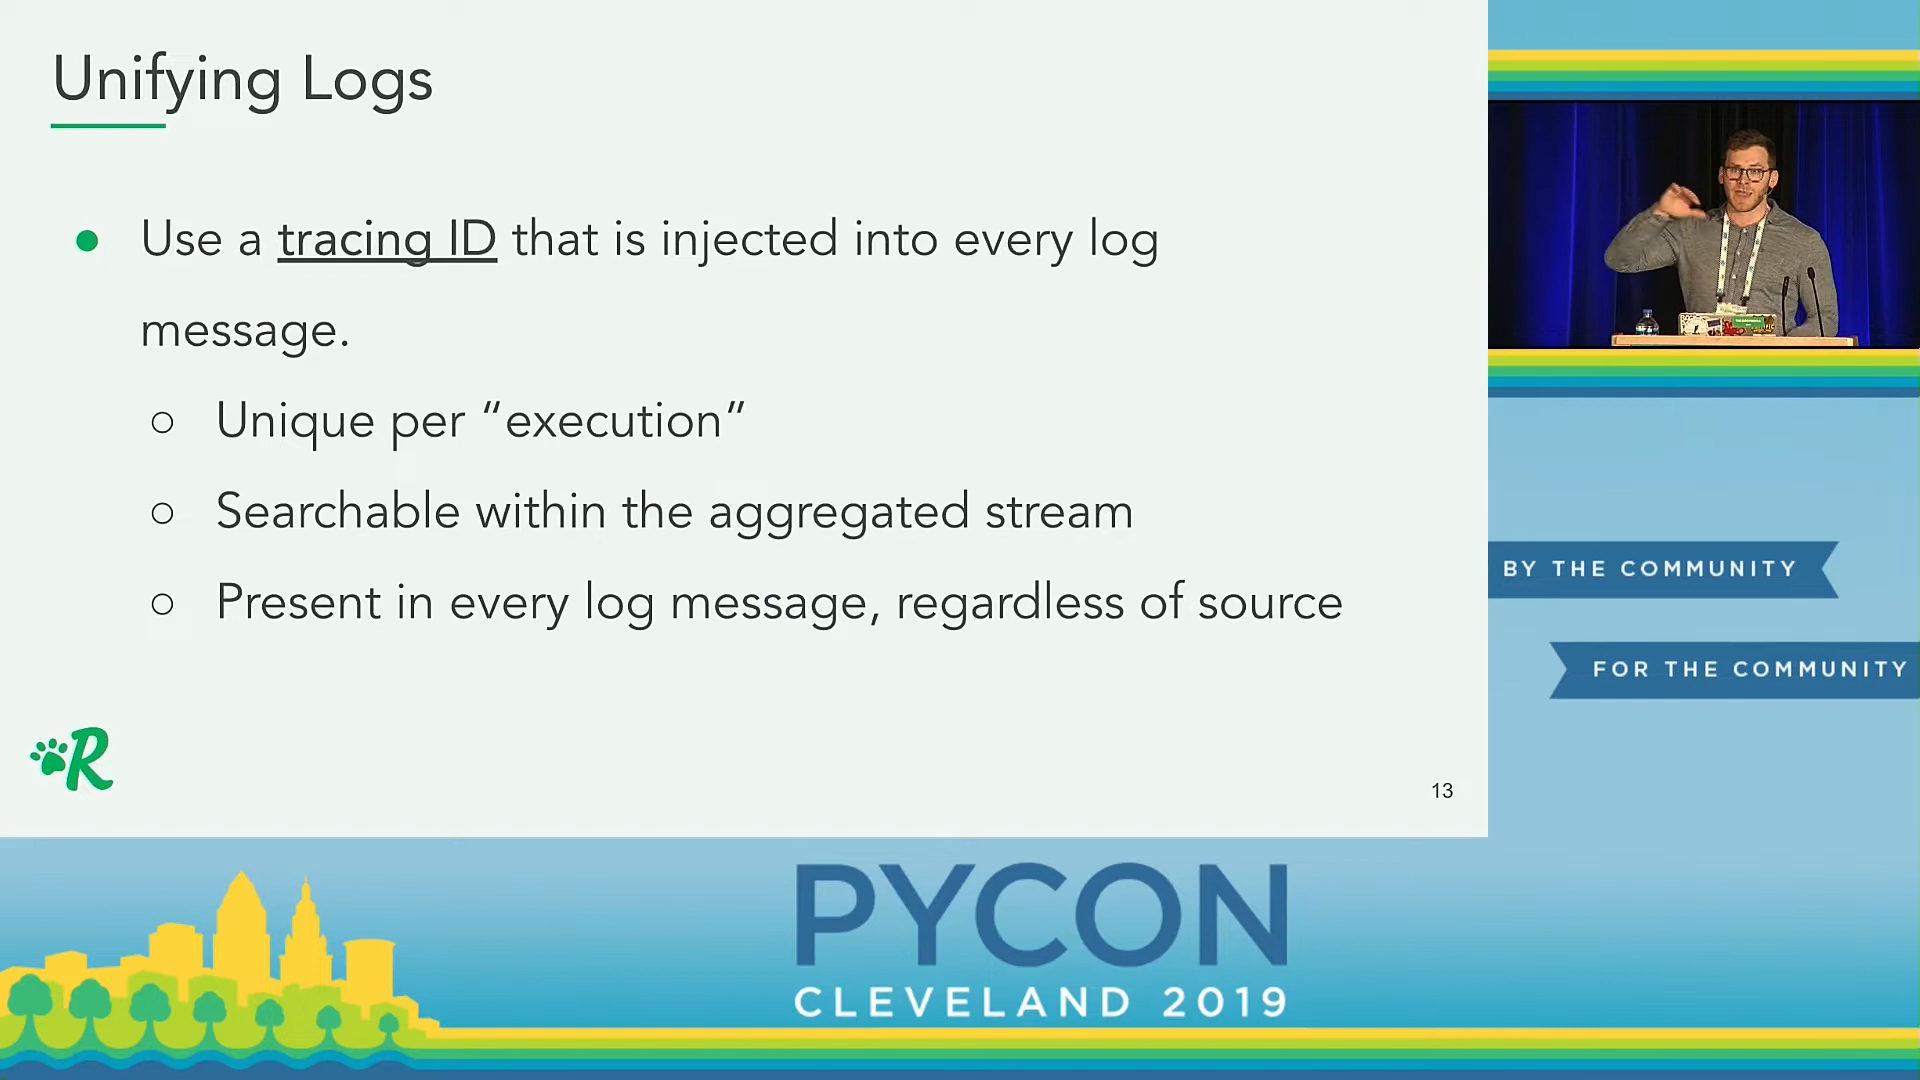 Unifying Logs
● Use a tracing ID that is injected into every log
message.
○ Unique per “execution”
○ Searchable within the aggregated stream
○ Present in every log message, regardless of source
R
13
BY THE COMMUNITY
FOR THE COMMUNITY
PYCON
CLEVELAND 2019